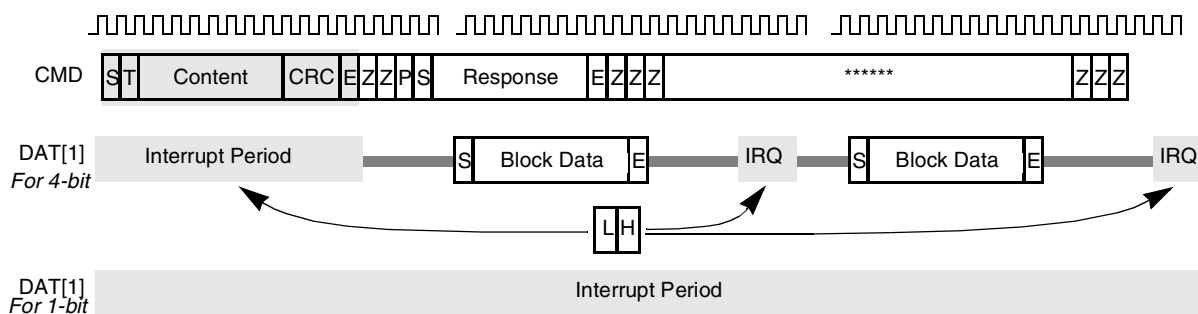 CMD S T Content CRC E Z Z P S Response E Z Z Z ****** Z Z Z
DAT[1] Interrupt Period S Block Data E IRQ S Block Data E IRQ
For 4-bit
L H
DAT[1] Interrupt Period
For 1-bit